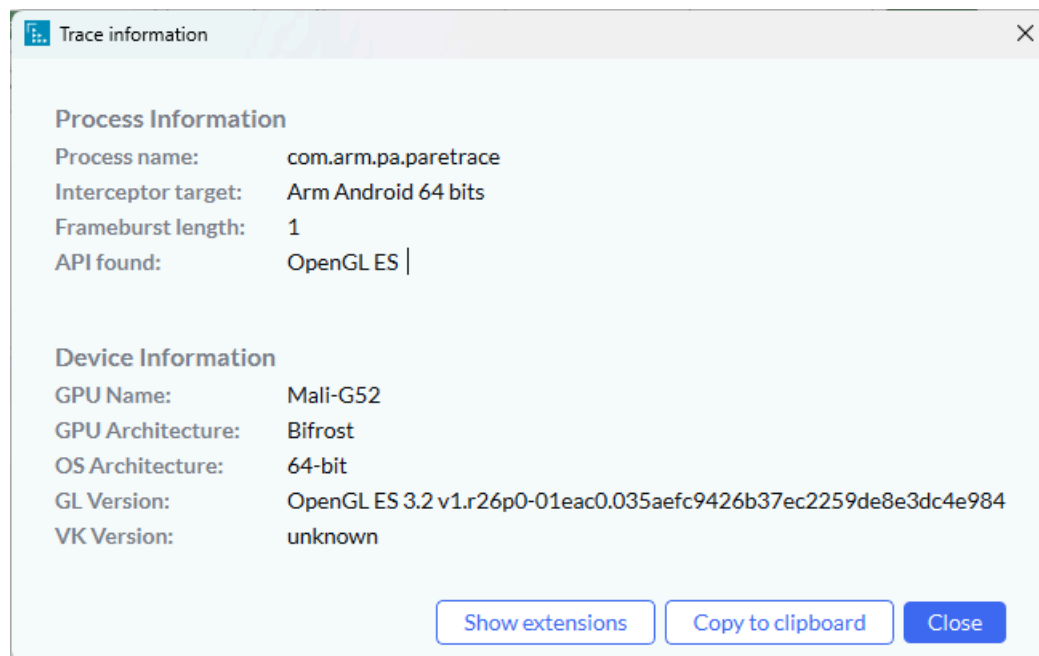 Trace information
Process Information
Process name: com.arm.pa.paretrace
Interceptor target: Arm Android 64 bits
Frameburst length: 1
API found: OpenGL ES
Device Information
GPU Name: Mali-G52
GPU Architecture: Bifrost
OS Architecture: 64-bit
GL Version: OpenGL ES 3.2 v1.r26p0-01eac0.035aefc9426b37ec2259de8e3dc4e984
VK Version: unknown
Show extensions Copy to clipboard Close